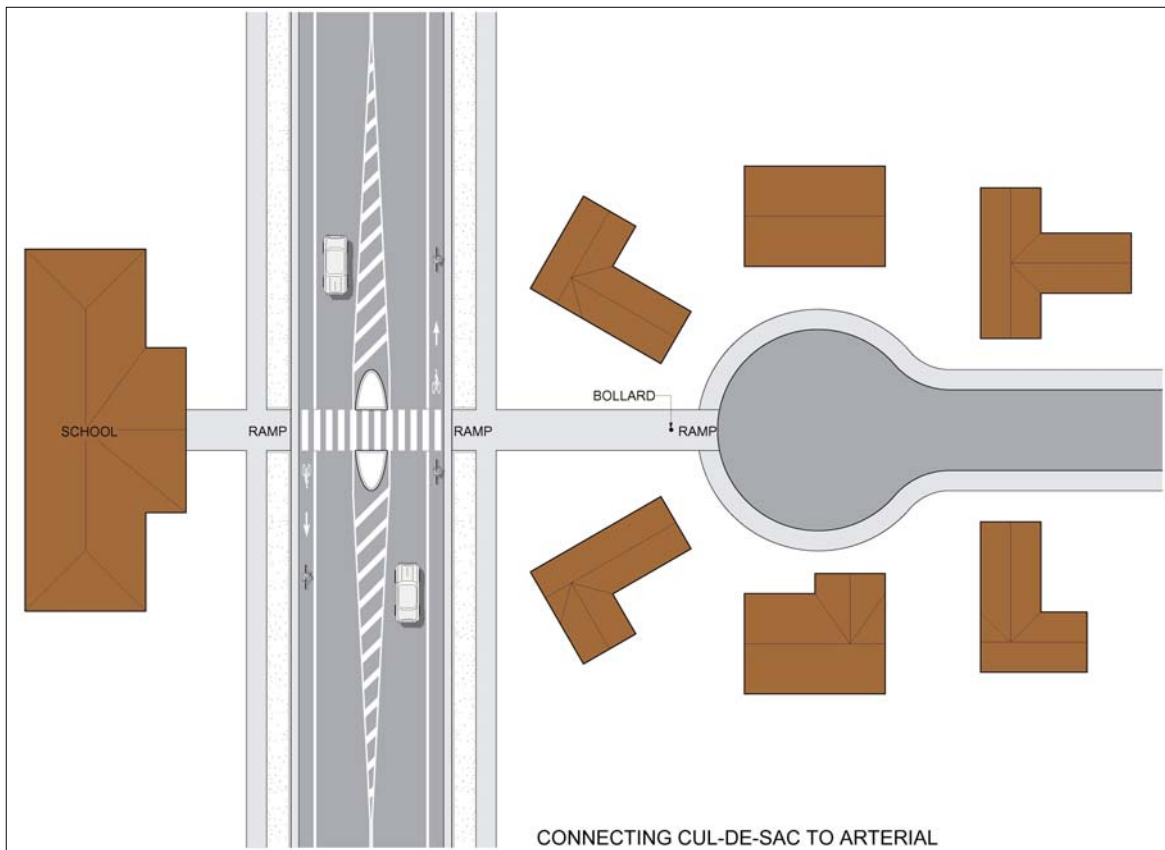 BOLLARD
SCHOOL
RAMP
RAMP
RAMP
CONNECTING CUL-DE-SAC TO ARTERIAL